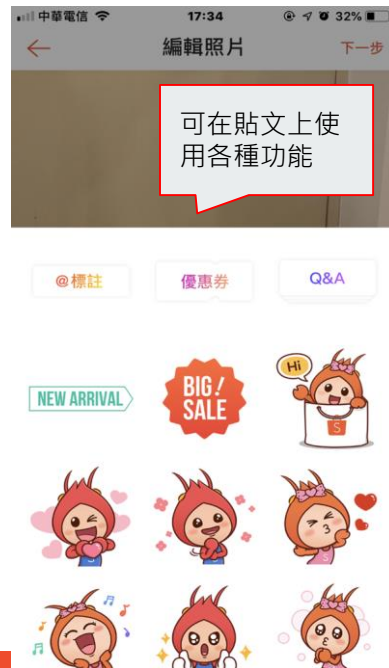 中華電信 17:34 32%
編輯照片 下一步
可在貼文上使
用各種功能
@標註 優惠券 Q&A
NEW ARRIVAL
BIG!
SALE
Hi
S